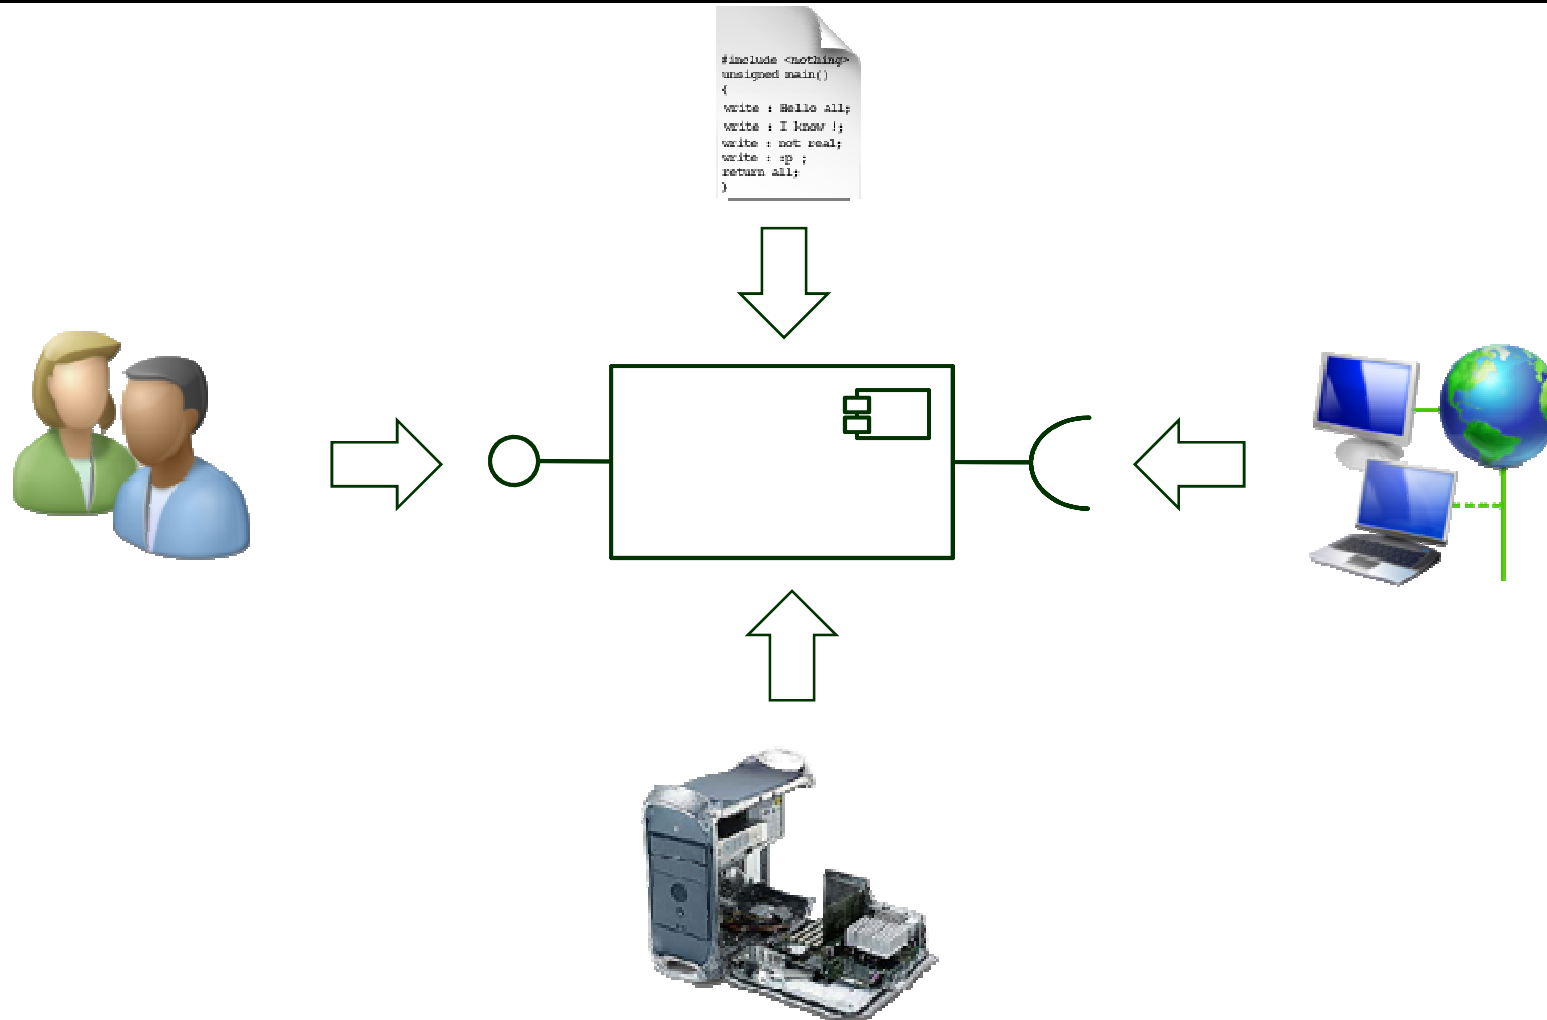 #include <nothing>
unsigned main()
{
write : Hello all;
write : I know !;
write : not real;
write : :p ;
return all;
}